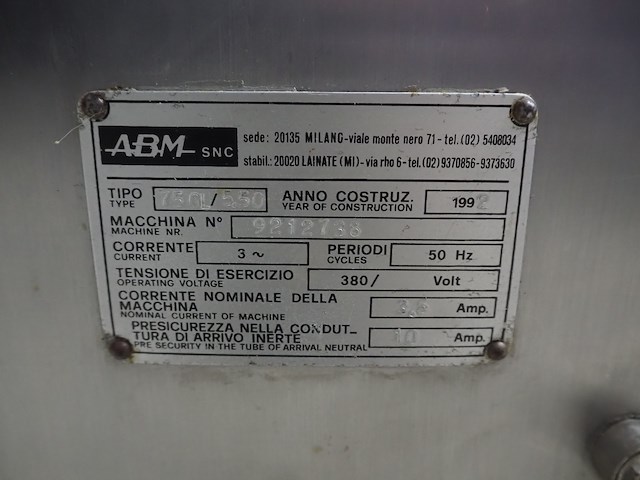 ABM SNC
sede: 20135 MILANO-viale monte nero 71-tel.(02) 5408034
stabil.: 20020 LAINATE (MI)-via rho 6-tel.(02)9370856-9373630
TIPO
TYPE
ANNO COSTRUZ. 1992
YEAR OF CONSTRUCTION
MACCHINA N°
MACHINE NR.
CORRENTE 3 ~
CURRENT
PERIODI 50 Hz
CYCLES
TENSIONE DI ESERCIZIO 380/ Volt
OPERATING VOLTAGE
CORRENTE NOMINALE DELLA
MACCHINA Amp.
NOMINAL CURRENT OF MACHINE
PRESICUREZZA NELLA CONDUT_
TURA DI ARRIVO INERTE 10 Amp.
PRE SECURITY IN THE TUBE OF ARRIVAL NEUTRAL